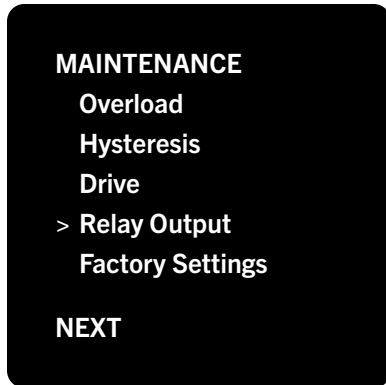 MAINTENANCE
Overload
Hysteresis
Drive
> Relay Output
Factory Settings
NEXT